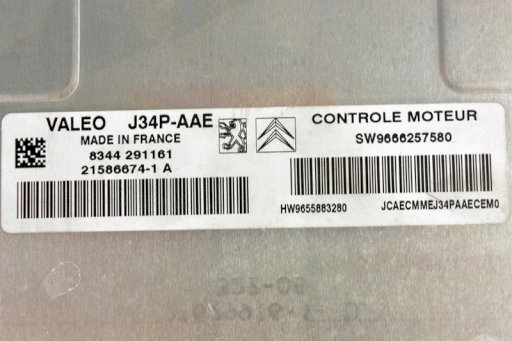 VALEO J34P-AAE
MADE IN FRANCE
8344 291161
21586674-1 A
CONTROLE MOTEUR
SW9666257580
HW9655883280 JCAECMMEJ34PAAECEM0